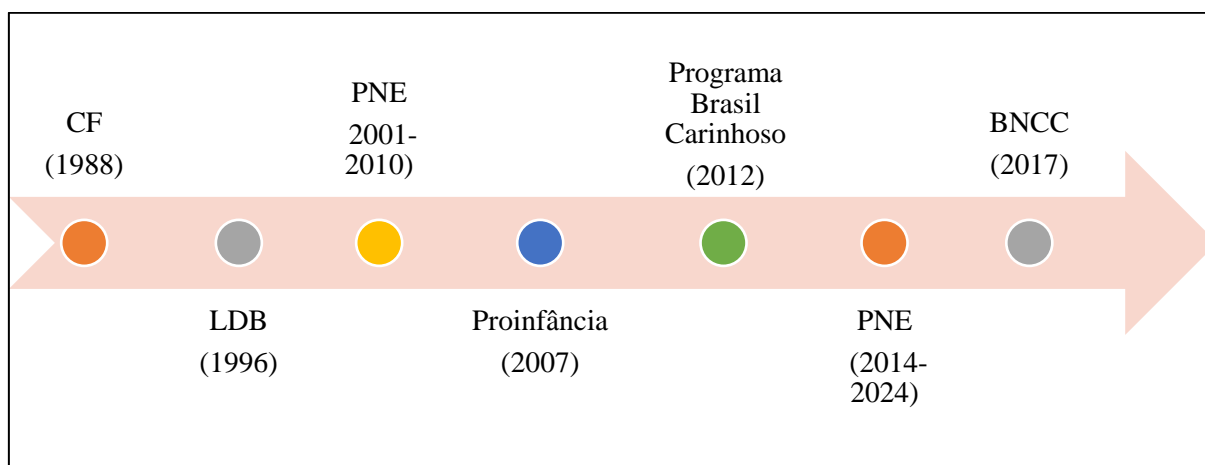 CF
(1988)
LDB
(1996)
PNE
2001-
2010)
Proinfância
(2007)
Programa
Brasil
Carinhoso
(2012)
PNE
(2014-
2024)
BNCC
(2017)